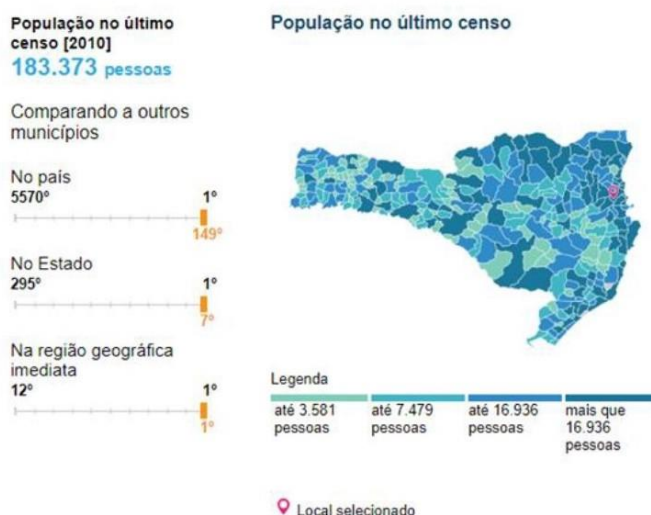 População no último
censo [2010]
183.373 pessoas
Comparando a outros
municípios
No país
5570º 1º
149º
No Estado
295º 1º
7º
Na região geográfica
imediata
12º 1º
1º
População no último censo
Legenda
até 3.581
pessoas
até 7.479
pessoas
até 16.936
pessoas
mais que
16.936
pessoas
Local selecionado